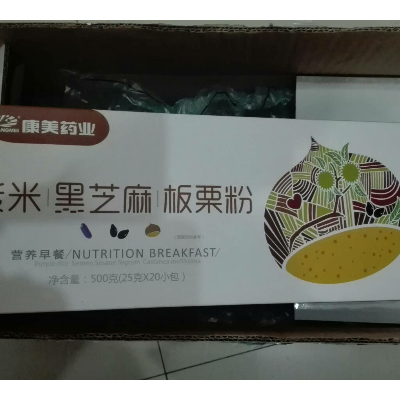 康美药业
紫米 黑芝麻 板栗粉
营养早餐/NUTRITION BREAKFAST/
净含量：500克(25克X20小包)